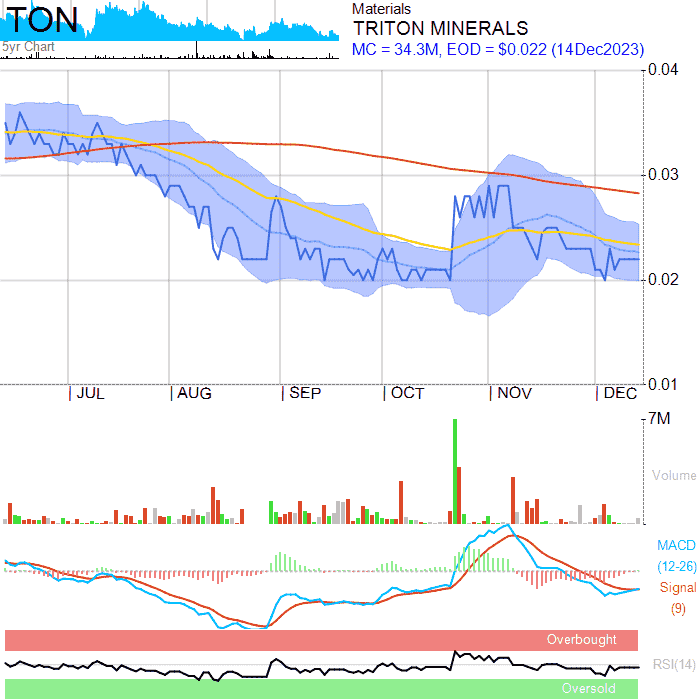 TON
5yr Chart
Materials
TRITON MINERALS
MC = 34.3M, EOD = $0.022 (14Dec2023)
0.04
0.03
0.02
0.01
JUL AUG SEP OCT NOV DEC
7M
Volume
MACD
(12-26)
Signal
(9)
Overbought
RSI(14)
Oversold